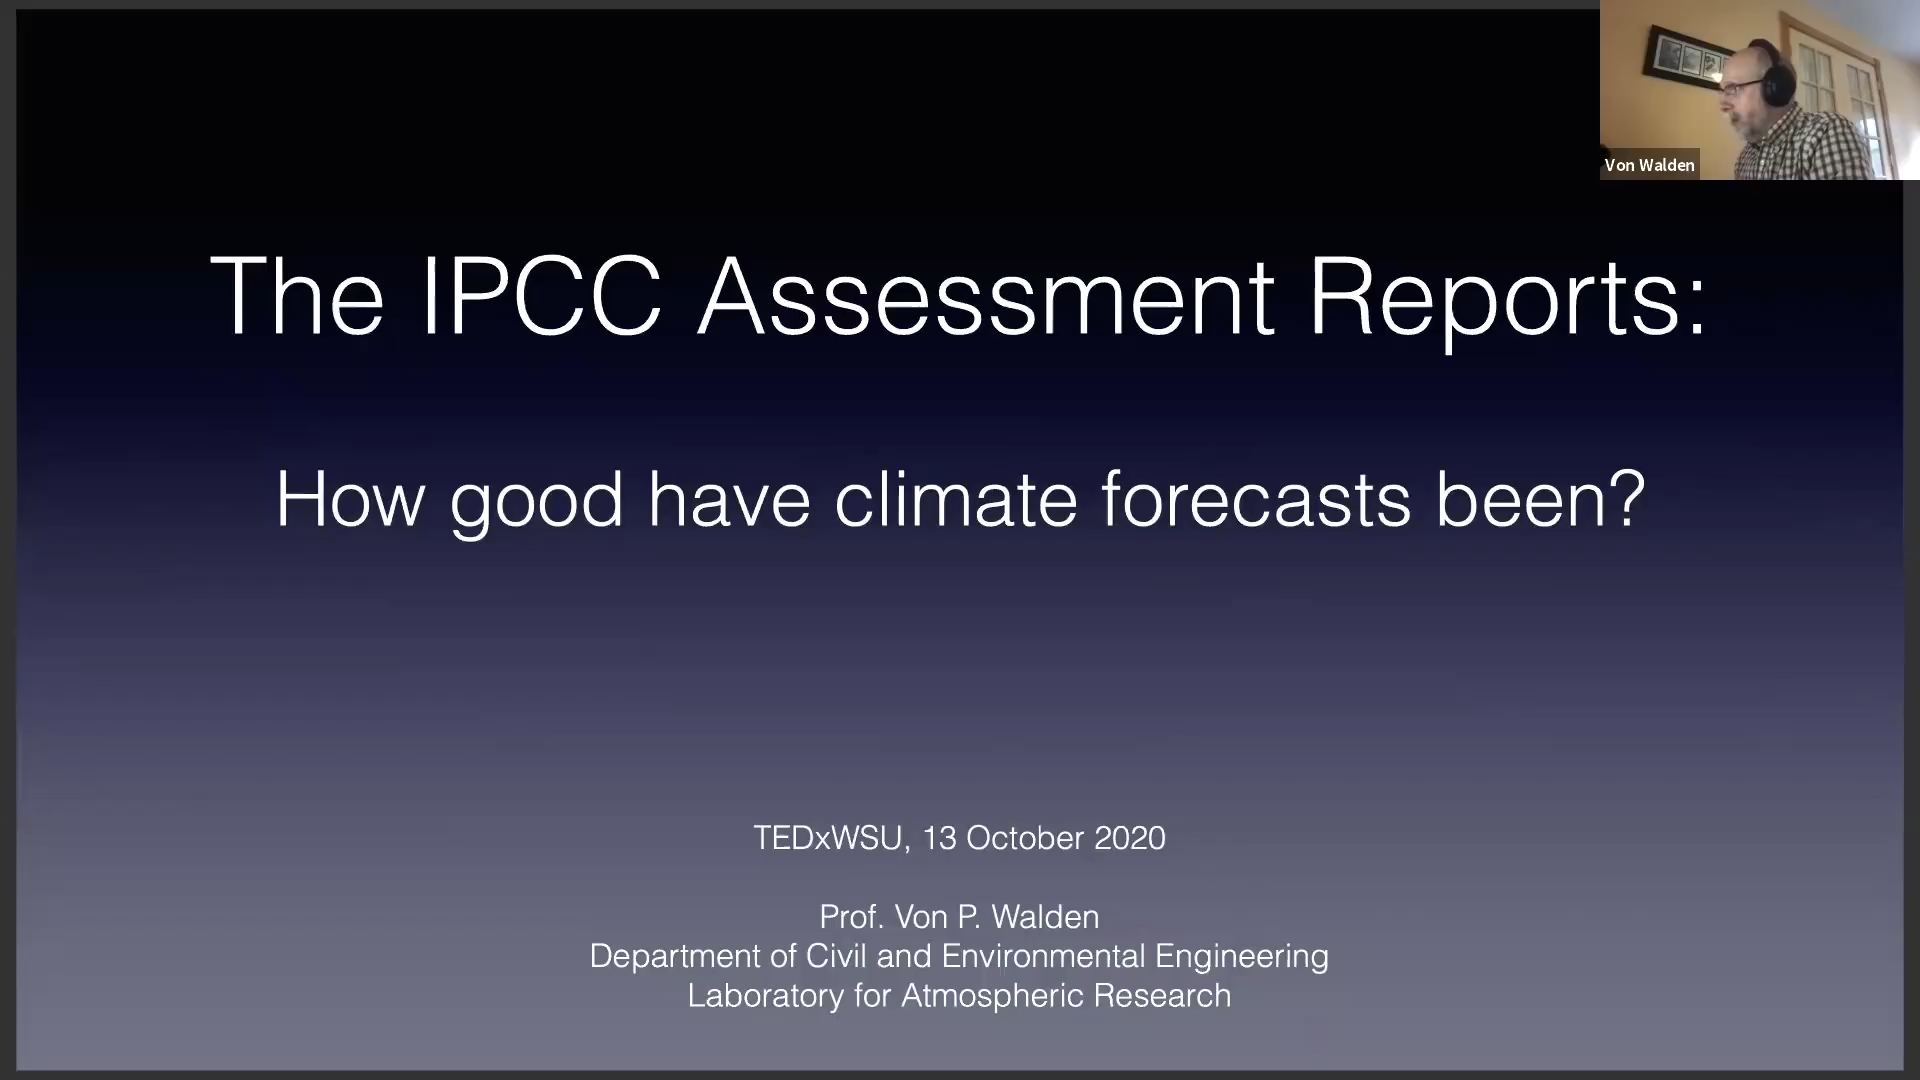 Von Walden
The IPCC Assessment Reports:
How good have climate forecasts been?
TEDxWSU, 13 October 2020
Prof. Von P. Walden
Department of Civil and Environmental Engineering
Laboratory for Atmospheric Research